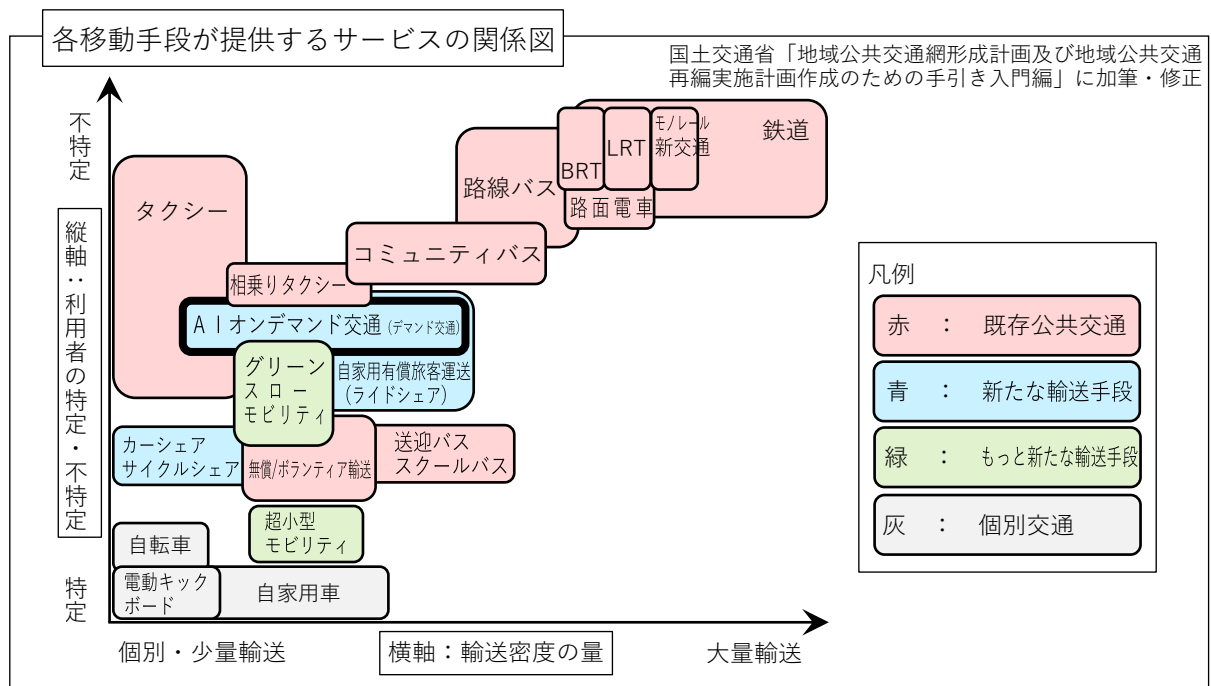 各移動手段が提供するサービスの関係図
国土交通省「地域公共交通網形成計画及び地域公共交通
再編実施計画作成のための手引き入門編」に加筆・修正
不特定
縦軸：利用者の特定・不特定
特定
タクシー
相乗りタクシー
コミュニティバス
路線バス
BRT
LRT
モノレール
新交通
鉄道
路面電車
ＡＩオンデマンド交通（デマンド交通）
グリーン
スロー
モビリティ
自家用有償旅客運送
（ライドシェア）
カーシェア
サイクルシェア
無償/ボランティア輸送
送迎バス
スクールバス
超小型
モビリティ
自転車
電動キック
ボード
自家用車
個別・少量輸送
横軸：輸送密度の量
大量輸送
凡例
赤　：　既存公共交通
青　：　新たな輸送手段
緑　：　もっと新たな輸送手段
灰　：　個別交通